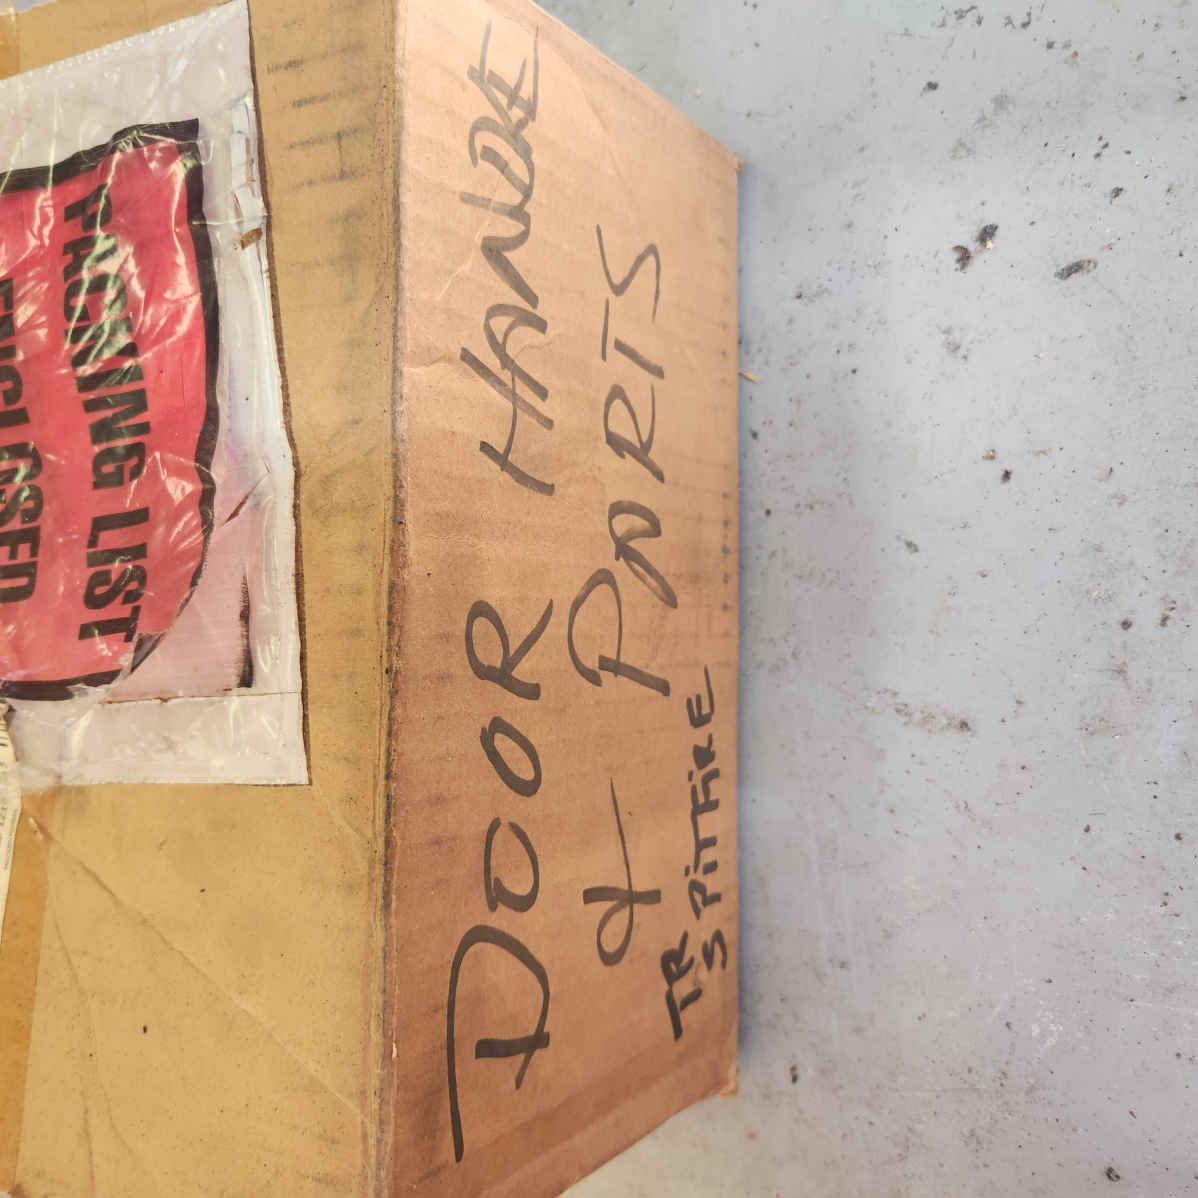 PACKING LIST
ENCLOSED
DOOR HANDLE
& PARTS
TR
SPITFIRE